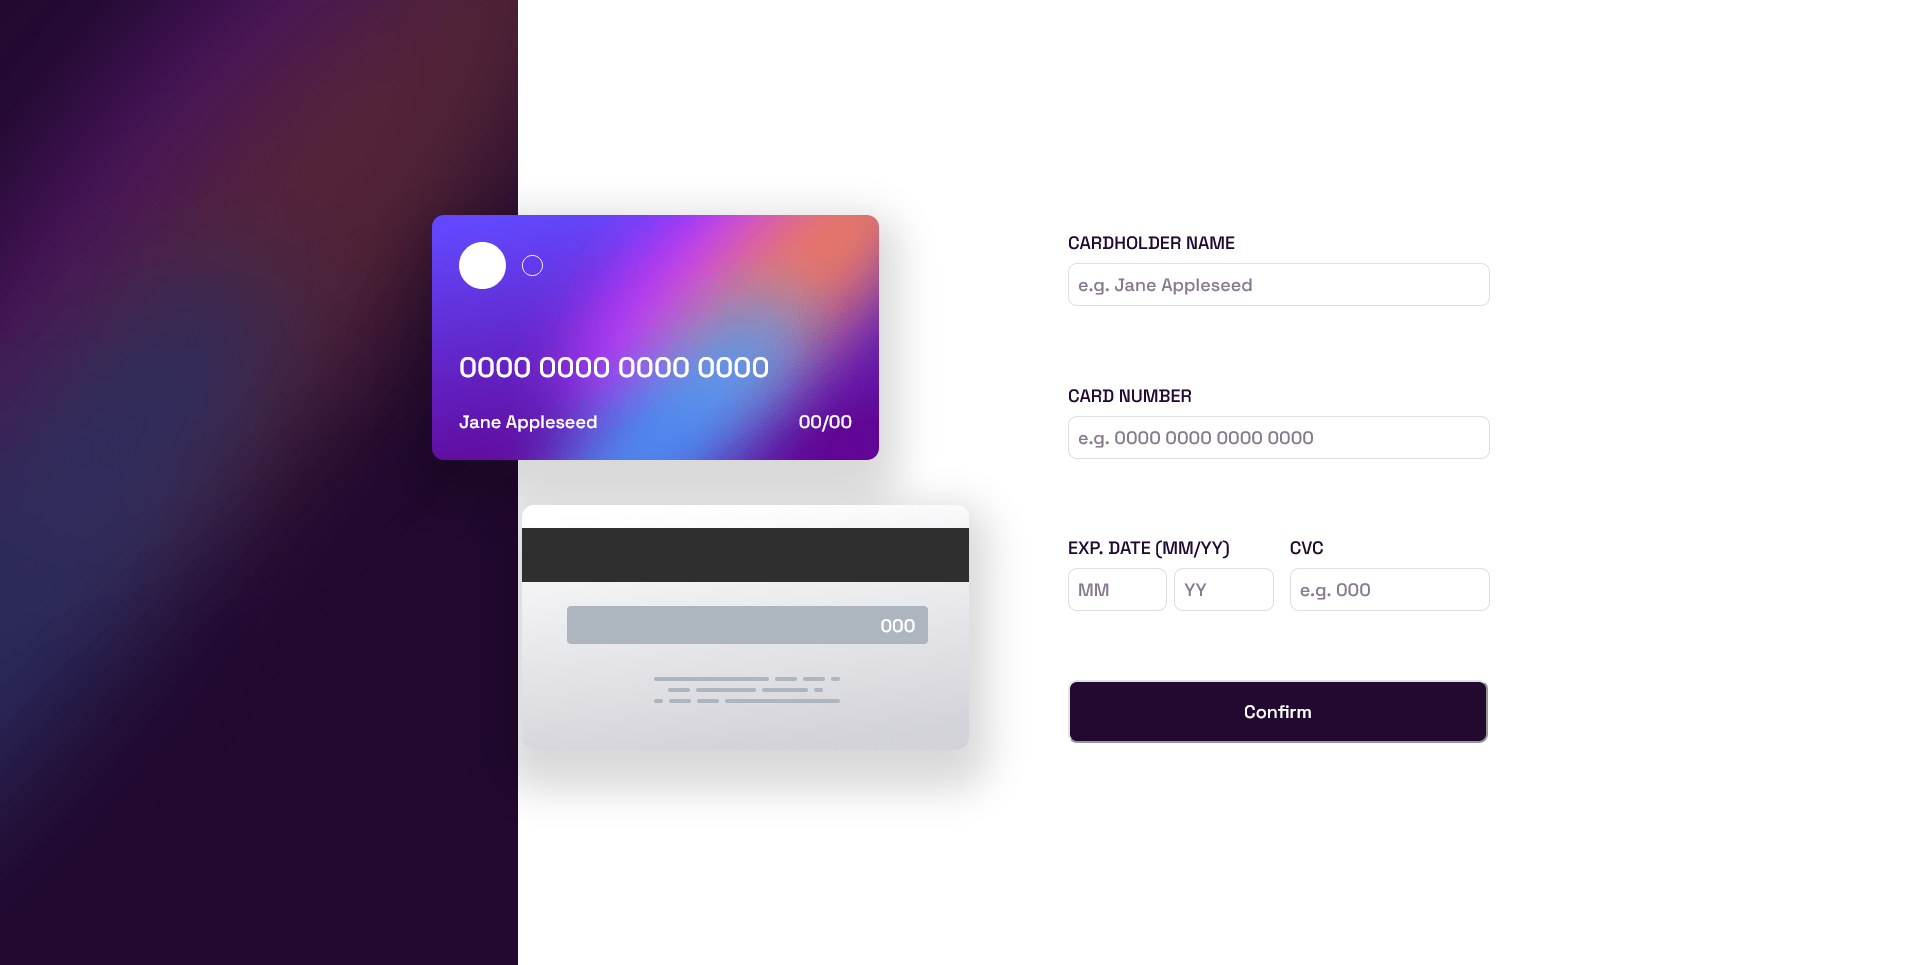 0000 0000 0000 0000
Jane Appleseed 00/00
000
CARDHOLDER NAME
e.g. Jane Appleseed
CARD NUMBER
e.g. 0000 0000 0000 0000
EXP. DATE (MM/YY) CVC
MM YY e.g. 000
Confirm